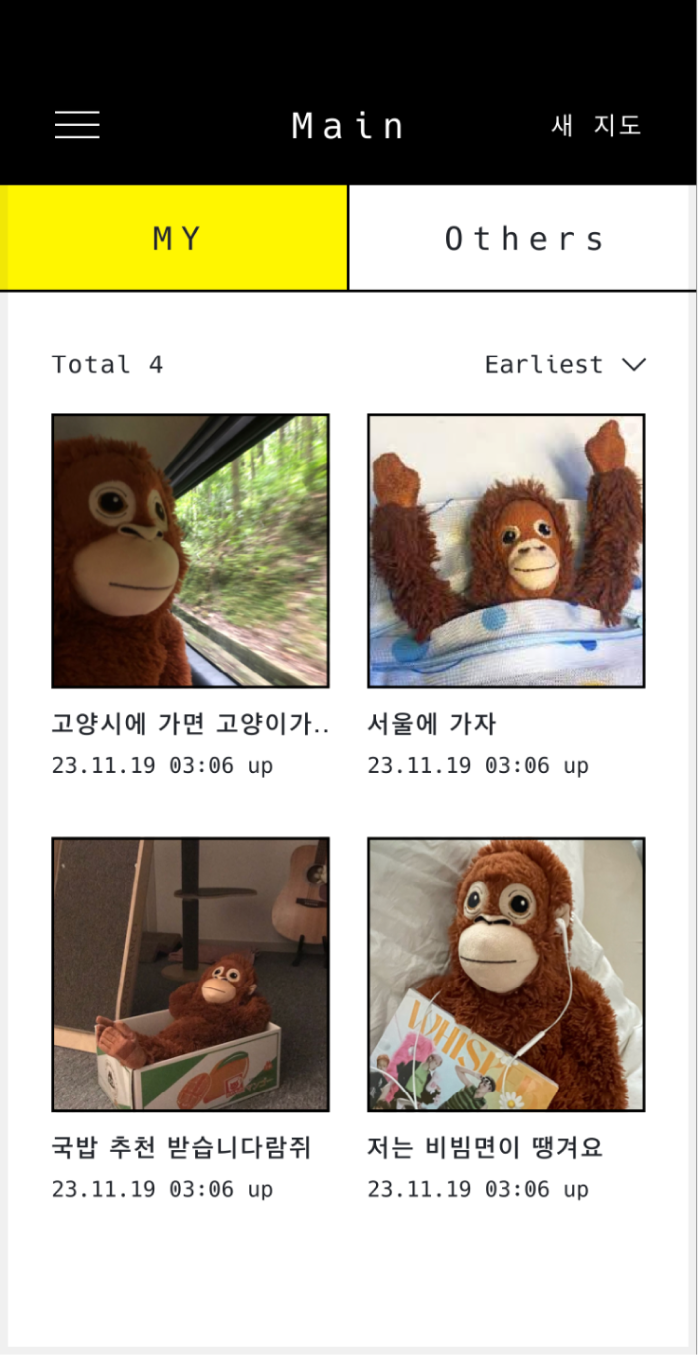 Main
새 지도
MY
Others
Total 4
Earliest
고양시에 가면 고양이가..
서울에 가자
23.11.19 03:06 up
23.11.19 03:06 up
국밥 추천 받습니다람쥐
저는 비빔면이 땡겨요
23.11.19 03:06 up
23.11.19 03:06 up